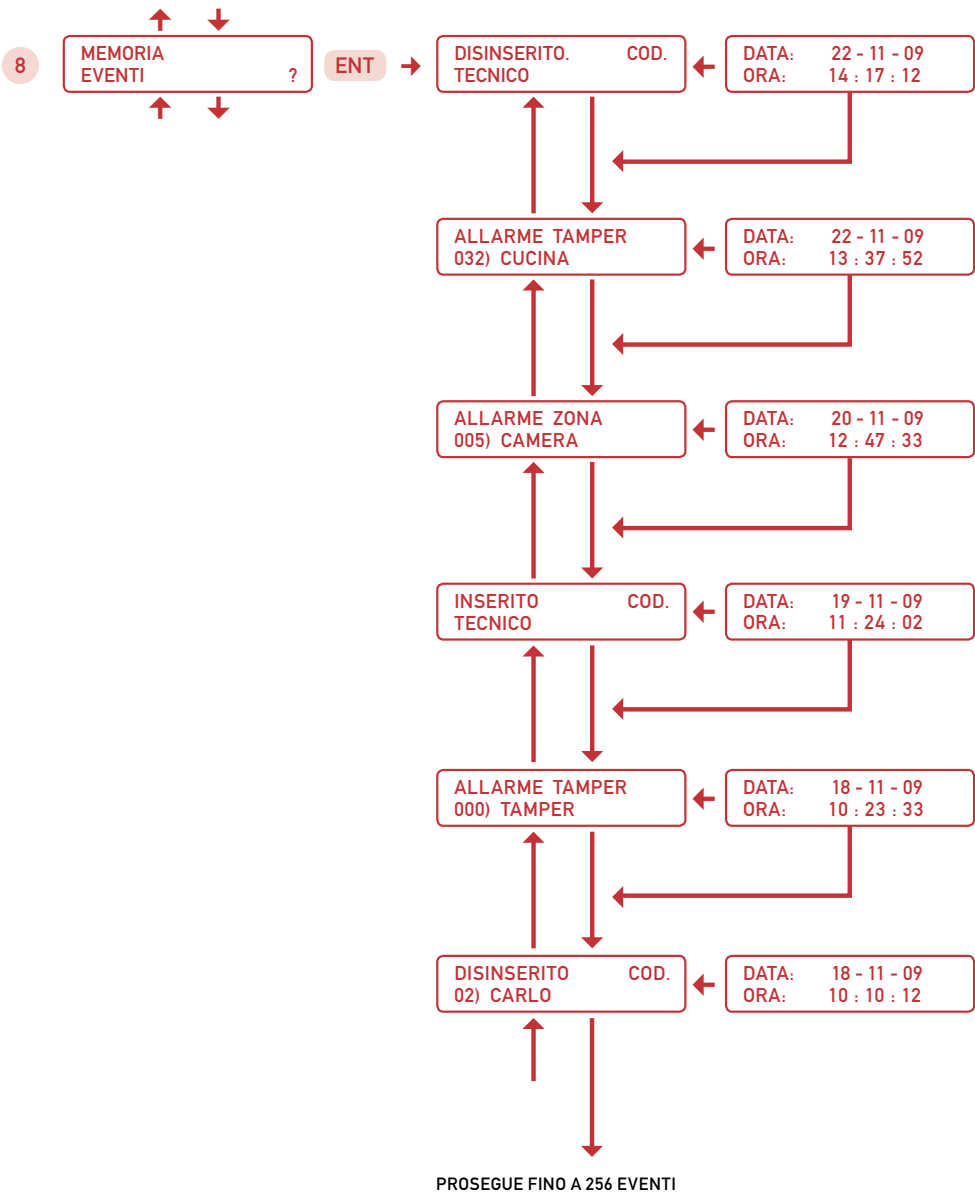 8
MEMORIA
EVENTI ?
ENT
DISINSERITO. COD.
TECNICO
DATA: 22 - 11 - 09
ORA: 14 : 17 : 12
ALLARME TAMPER
032) CUCINA
DATA: 22 - 11 - 09
ORA: 13 : 37 : 52
ALLARME ZONA
005) CAMERA
DATA: 20 - 11 - 09
ORA: 12 : 47 : 33
INSERITO COD.
TECNICO
DATA: 19 - 11 - 09
ORA: 11 : 24 : 02
ALLARME TAMPER
000) TAMPER
DATA: 18 - 11 - 09
ORA: 10 : 23 : 33
DISINSERITO COD.
02) CARLO
DATA: 18 - 11 - 09
ORA: 10 : 10 : 12
PROSEGUE FINO A 256 EVENTI